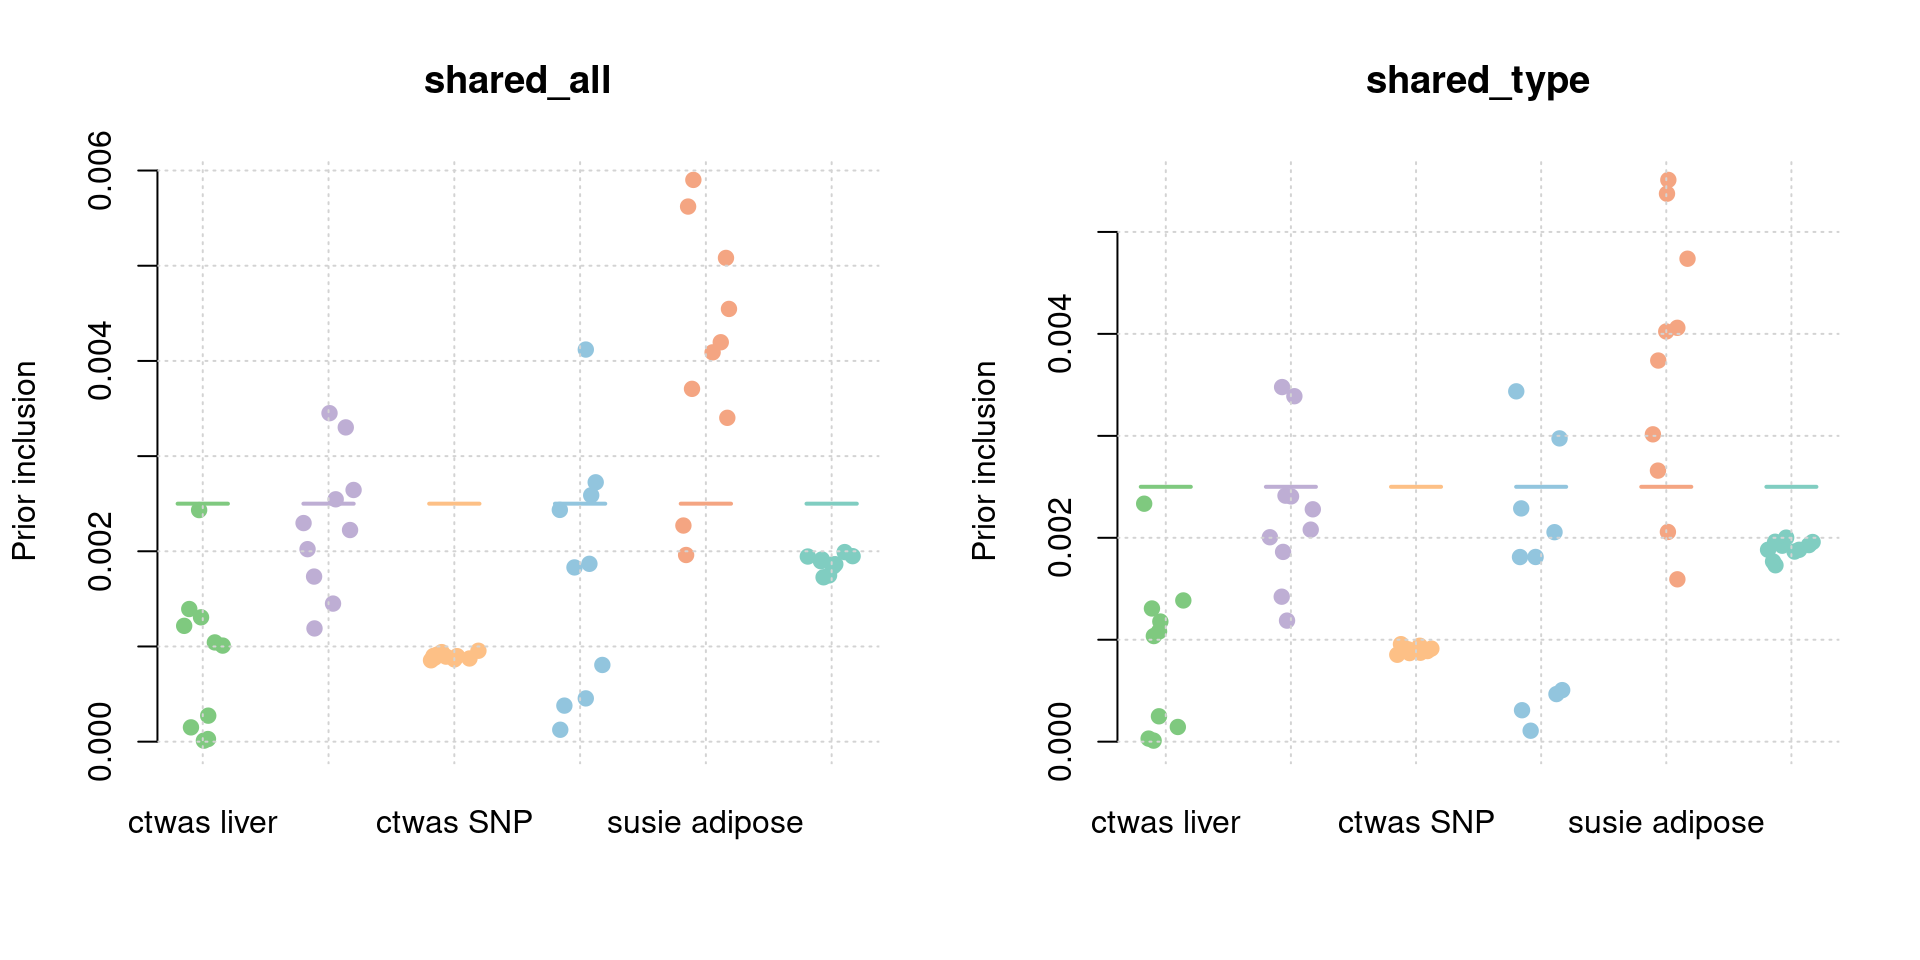 shared_all
Prior inclusion
0.006
0.004
0.002
0.000
ctwas liver
ctwas SNP
susie adipose
shared_type
Prior inclusion
0.004
0.002
0.000
ctwas liver
ctwas SNP
susie adipose